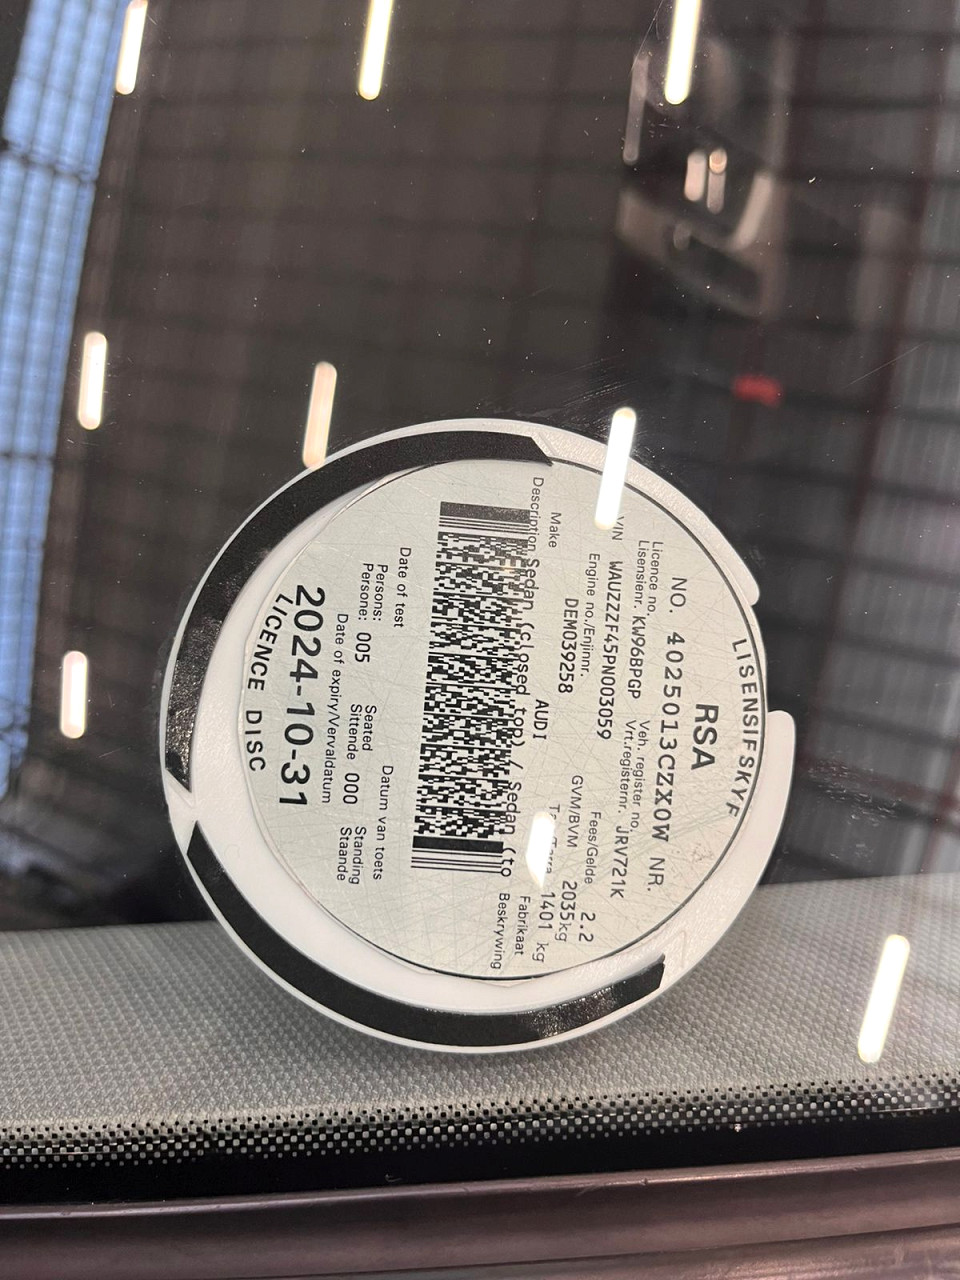 LISENSIFSKYF
RSA
NO. 4025013CZX0W NR.
Licence no. Veh. register no.
Lisensienr. KW96BPGP Vrt.registernr. JRV721K
VIN WAUZZZF45PN003059
Engine no./Enjinnr. Fees/Gelde 2.2
DEM039258 GVM/BVM 2035kg
1401 kg
Make AUDI Fabrikaat
Description Sedan (closed top) / Sedan (to Beskrywing
Date of test Datum van toets
Persons: Seated Standing
Persone: 005 Sittende 000 Staande
Date of expiry/Vervaldatum
2024-10-31
LICENCE DISC